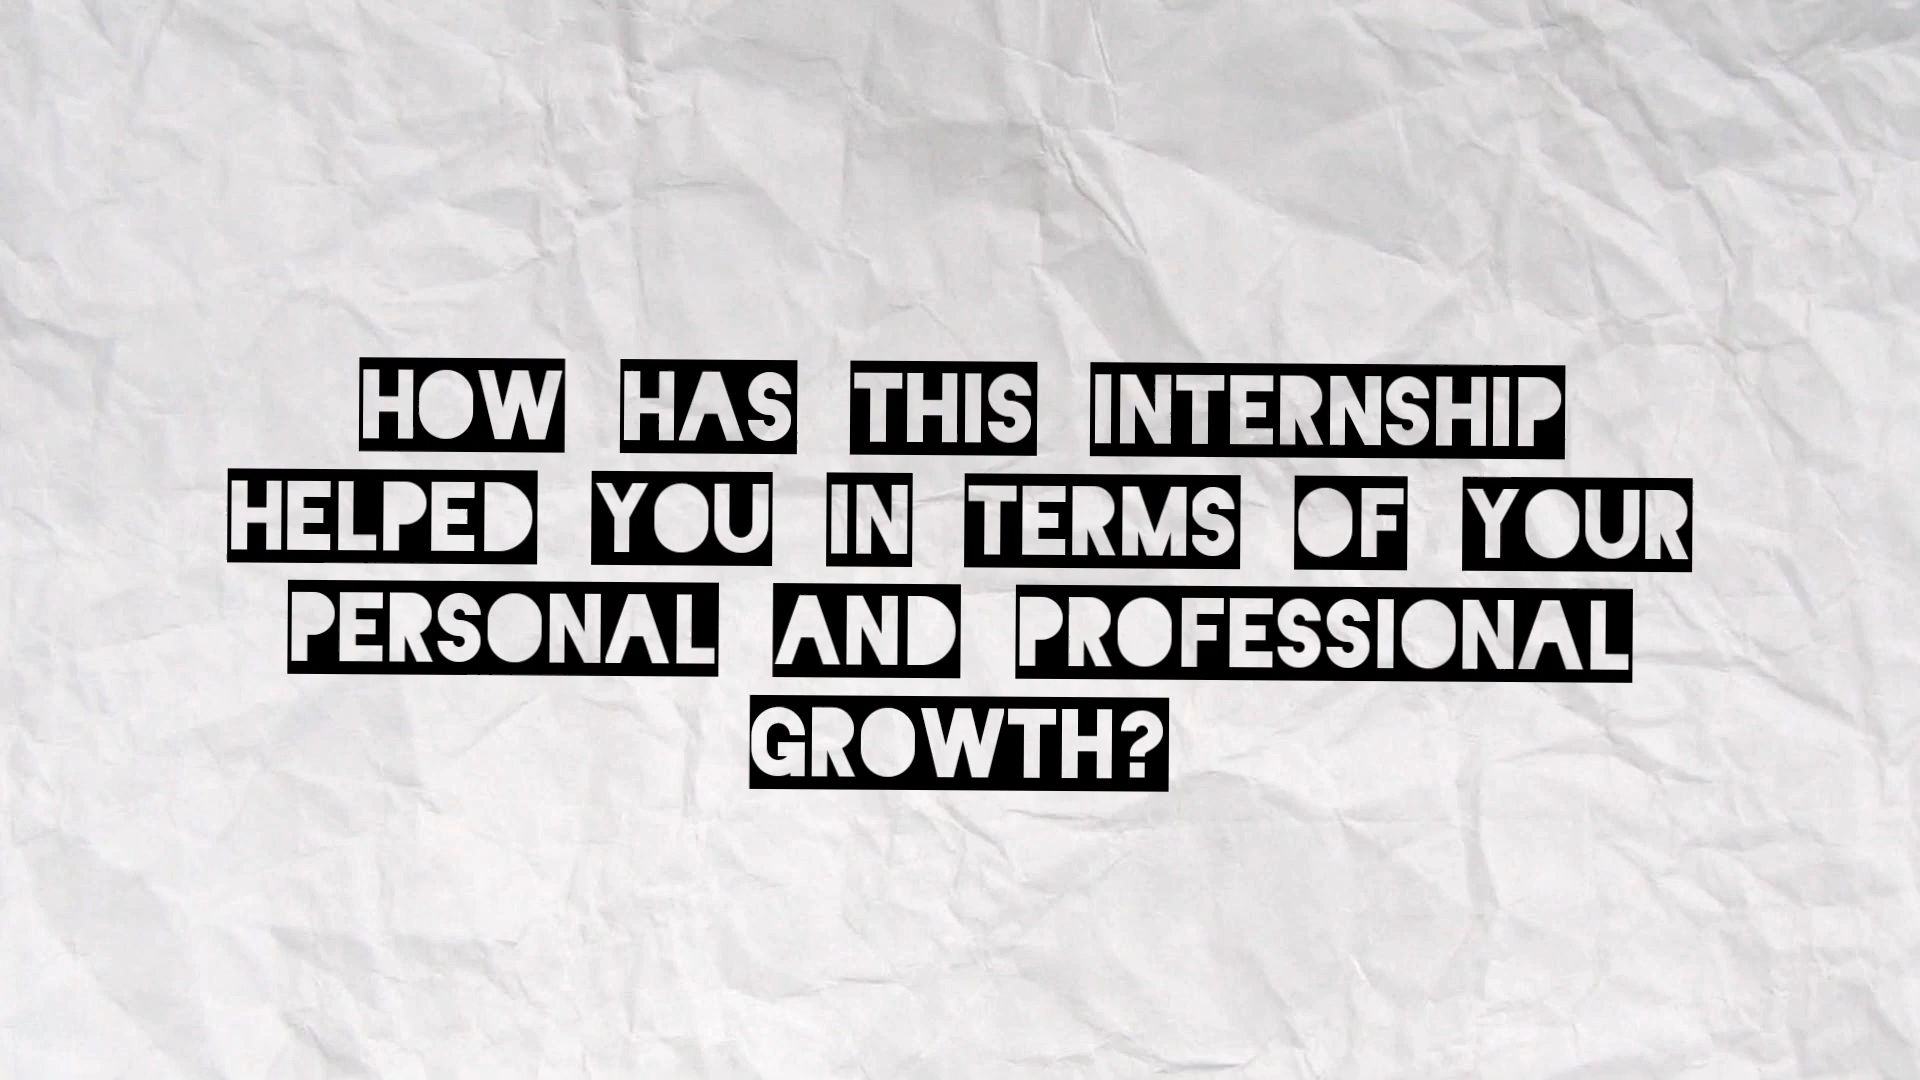 HOW HAS THIS INTERNSHIP
HELPED YOU IN TERMS OF YOUR
PERSONAL AND PROFESSIONAL
GROWTH?